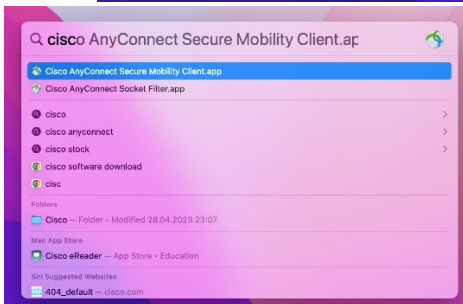 cisco AnyConnect Secure Mobility Client.ap
Cisco AnyConnect Secure Mobility Client.app
Cisco AnyConnect Socket Filter.app
cisco
cisco anyconnect
cisco stock
cisco software download
cisc
Folders
Cisco — Folder - Modified 28.04.2023 23:07
Mac App Store
Cisco eReader — App Store - Education
Siri Suggested Websites
404_default — cisco.com